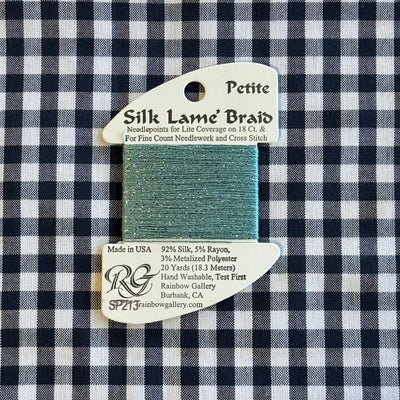 Petite
Silk Lame' Braid
Needlepoints for Lite Coverage on 18 Ct. &
For Fine Count Needlework and Cross Stitch
Made in USA
92% Silk, 5% Rayon,
3% Metalized Polyester
20 Yards (18.3 Meters)
Hand Washable, Test First
Rainbow Gallery
Burbank, CA
RG
SP213
rainbowgallery.com